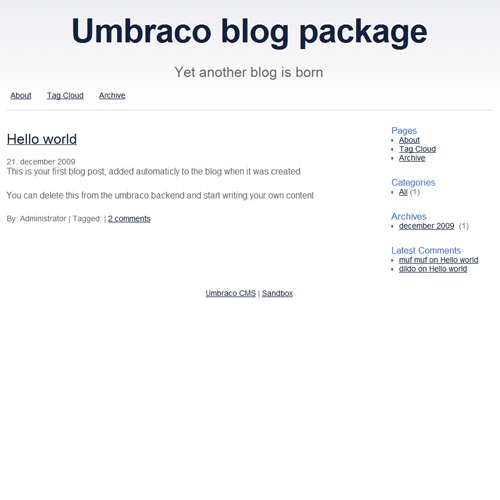 Umbraco blog package
Yet another blog is born
About Tag Cloud Archive
Hello world
21. december 2009
This is your first blog post, added automaticly to the blog when it was created
You can delete this from the umbraco backend and start writing your own content
By: Administrator | Tagged: | 2 comments
Pages
About
Tag Cloud
Archive
Categories
All (1)
Archives
december 2009 (1)
Latest Comments
muf muf on Hello world
dildo on Hello world
Umbraco CMS | Sandbox